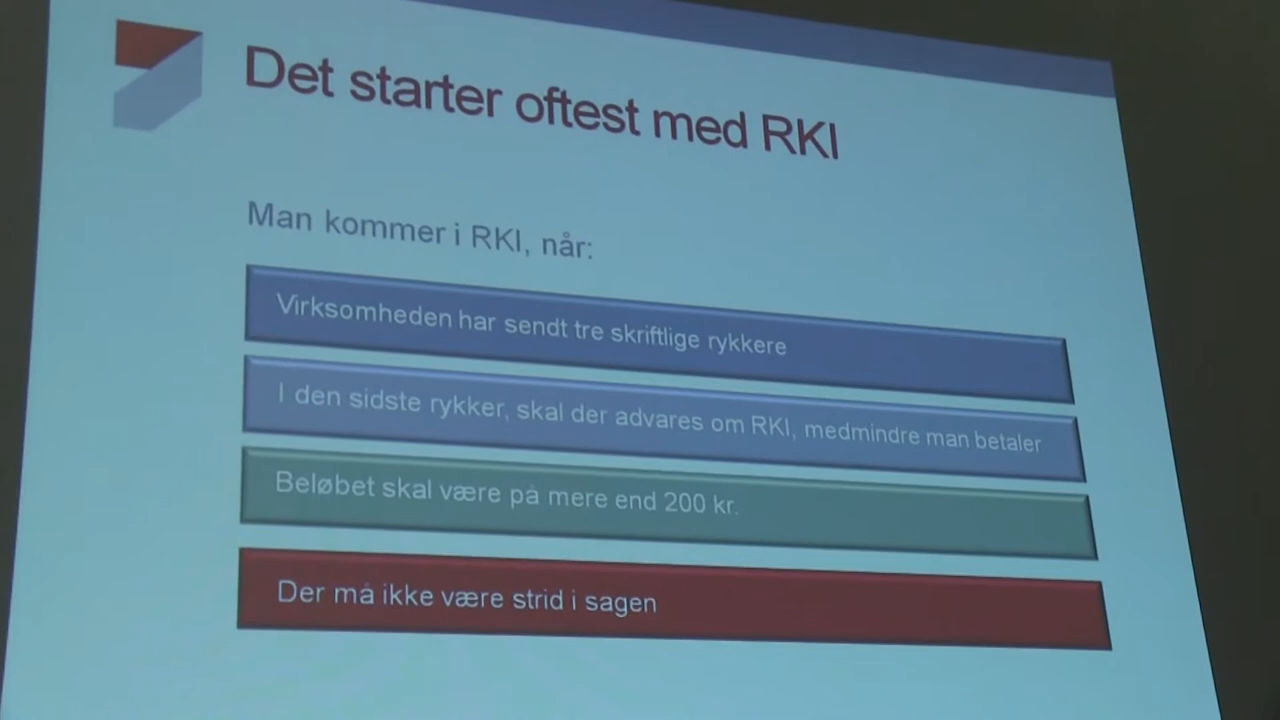 Det starter oftest med RKI
Man kommer i RKI, når:
Virksomheden har sendt tre skriftlige rykkere
I den sidste rykker, skal der advares om RKI, medmindre man betaler
Beløbet skal være på mere end 200 kr.
Der må ikke være strid i sagen